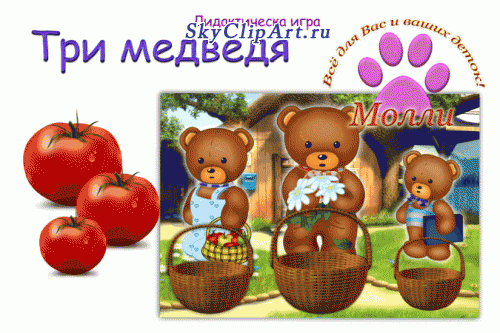 Дидактическа игра
SkyClipArt.ru
Три медведя
Всё для Вас и ваших деток!
Молли